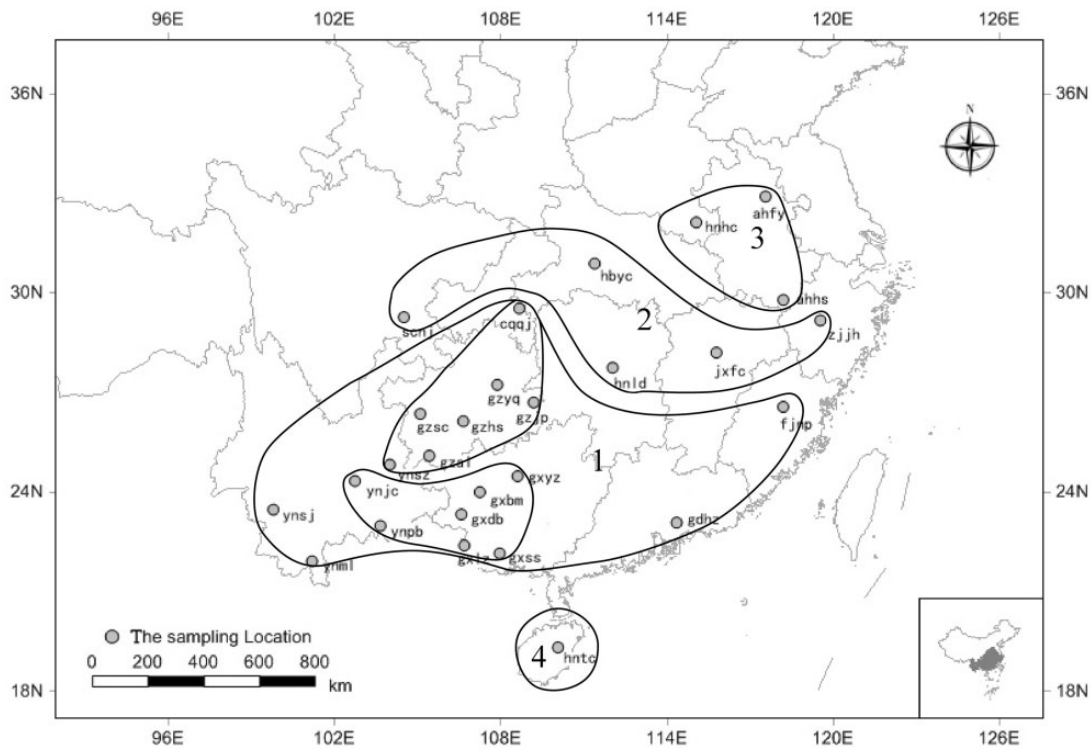 96E 102E 108E 114E 120E 126E
36N 36N
N
ahfy
hnhc
3
hbyc
30N 30N
ahhs
schj
cqqj
2
zjjh
jxfc
hnld
gzyq
gzjp
gzsc
gzhs
fjnp
gzal
ynsz
1
gxyz
ynjc
24N 24N
gxbm
ynsj
gxdb
gdhz
ynpb
gxlz
gxss
ynml
The sampling Location
0 200 400 600 800
km
4
hntc
18N 18N
96E 102E 108E 114E 120E 126E